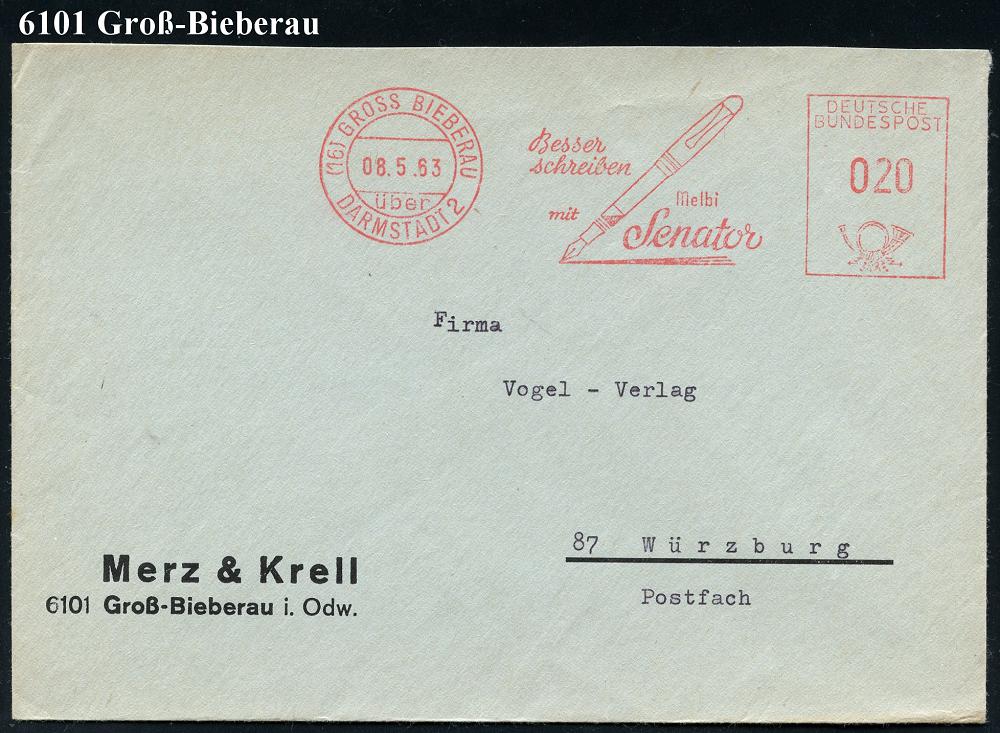 6101 Groß-Bieberau
(16) GROSS BIEBERAU
08.5.63
über
DARMSTADT 2
Besser
schreiben
mit
Melbi
Senator
DEUTSCHE
BUNDESPOST
020
Firma
Vogel - Verlag
87 Würzburg
Postfach
Merz & Krell
6101 Groß-Bieberau i. Odw.